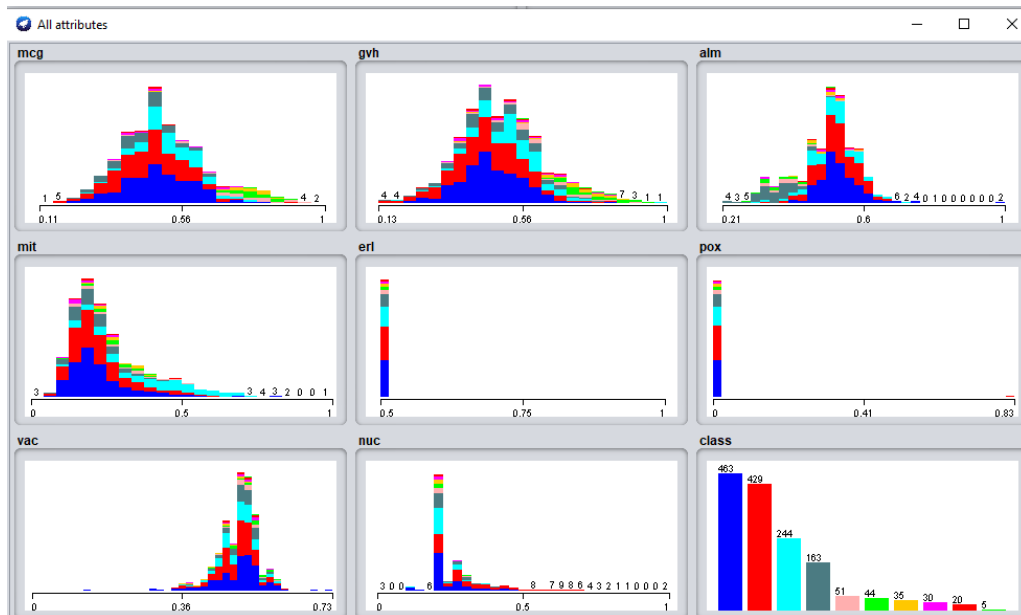 All attributes
mcg
1 5 4 2
0.11 0.56 1
gvh
4 4 7 3 1 1
0.13 0.56 1
alm
4 3 5 6 2 4 0 1 0 0 0 0 0 0 2
0.21 0.6 1
mit
3 3 4 3 2 0 0 1
0 0.5 1
erl
0.5 0.75 1
pox
0 0.41 0.83
vac
0 0.36 0.73
nuc
3 0 0 6 8 7 9 8 6 4 3 2 1 1 0 0 0 2
0 0.5 1
class
463 429 244 163 51 44 35 30 20 5